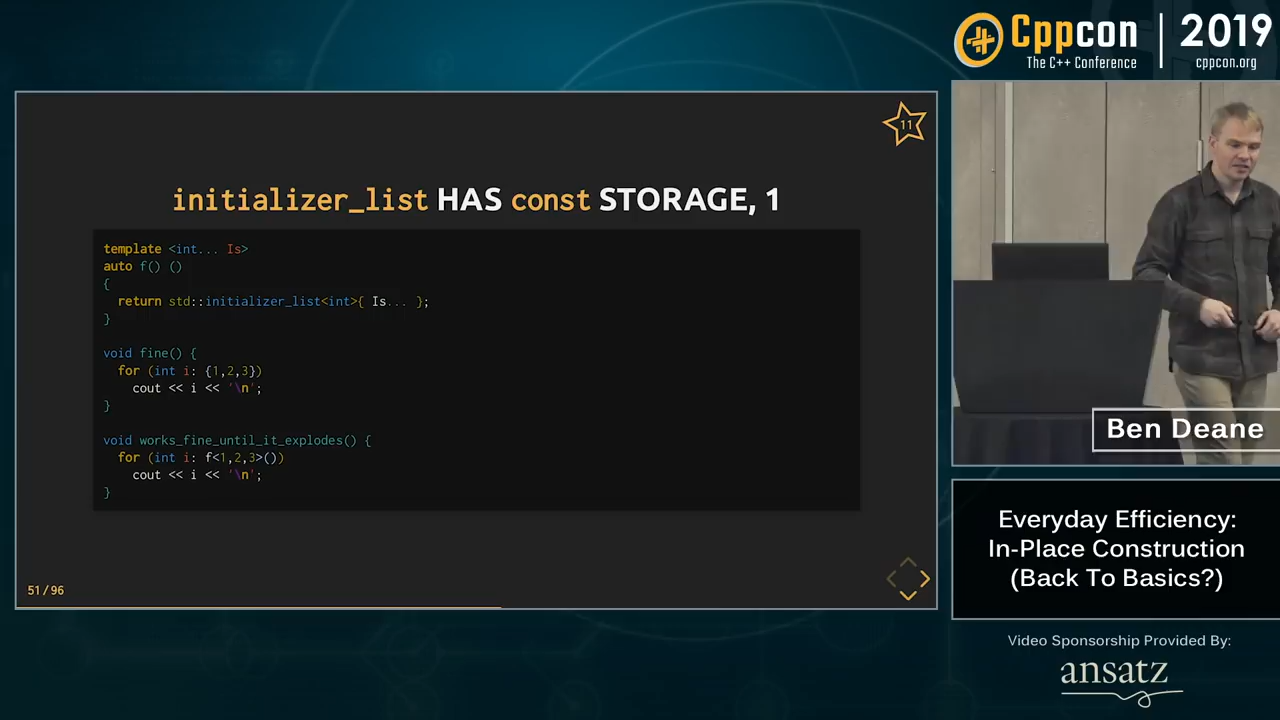 Cppcon
The C++ Conference
2019
cppcon.org
11
initializer_list HAS const STORAGE, 1
template <int... Is>
auto f() ()
{
  return std::initializer_list<int>{ Is... };
}
void fine() {
  for (int i: {1,2,3})
    cout << i << '\n';
}
void works_fine_until_it_explodes() {
  for (int i: f<1,2,3>())
    cout << i << '\n';
}
51/96
Ben Deane
Everyday Efficiency:
In-Place Construction
(Back To Basics?)
Video Sponsorship Provided By:
ansatz